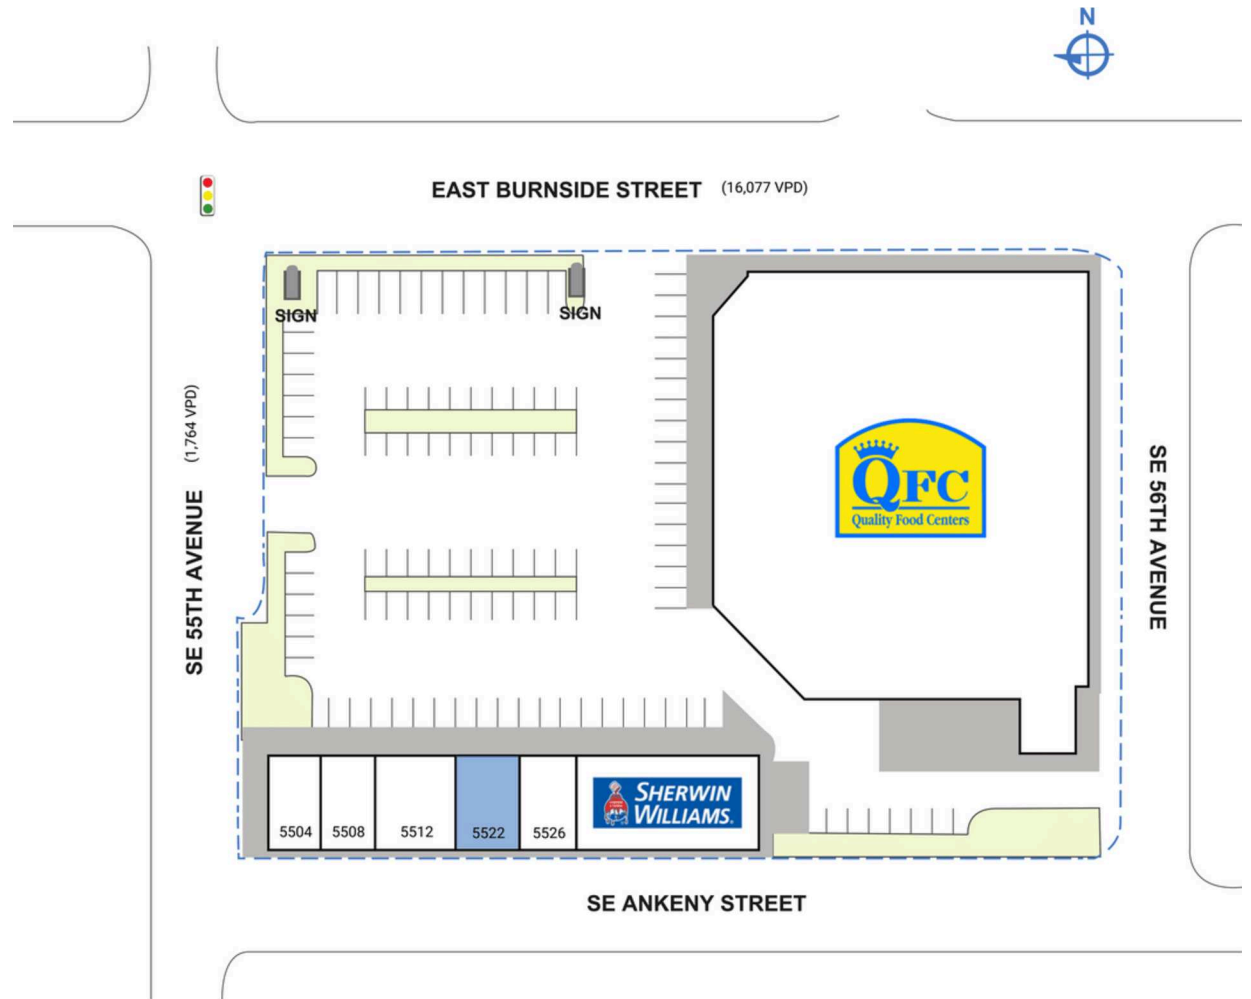 N
EAST BURNSIDE STREET (16,077 VPD)
SIGN
SIGN
(1,764 VPD)
SE 55TH AVENUE
QFC
Quality Food Centers
SE 56TH AVENUE
SHERWIN
WILLIAMS.
5504
5508
5512
5522
5526
SE ANKENY STREET